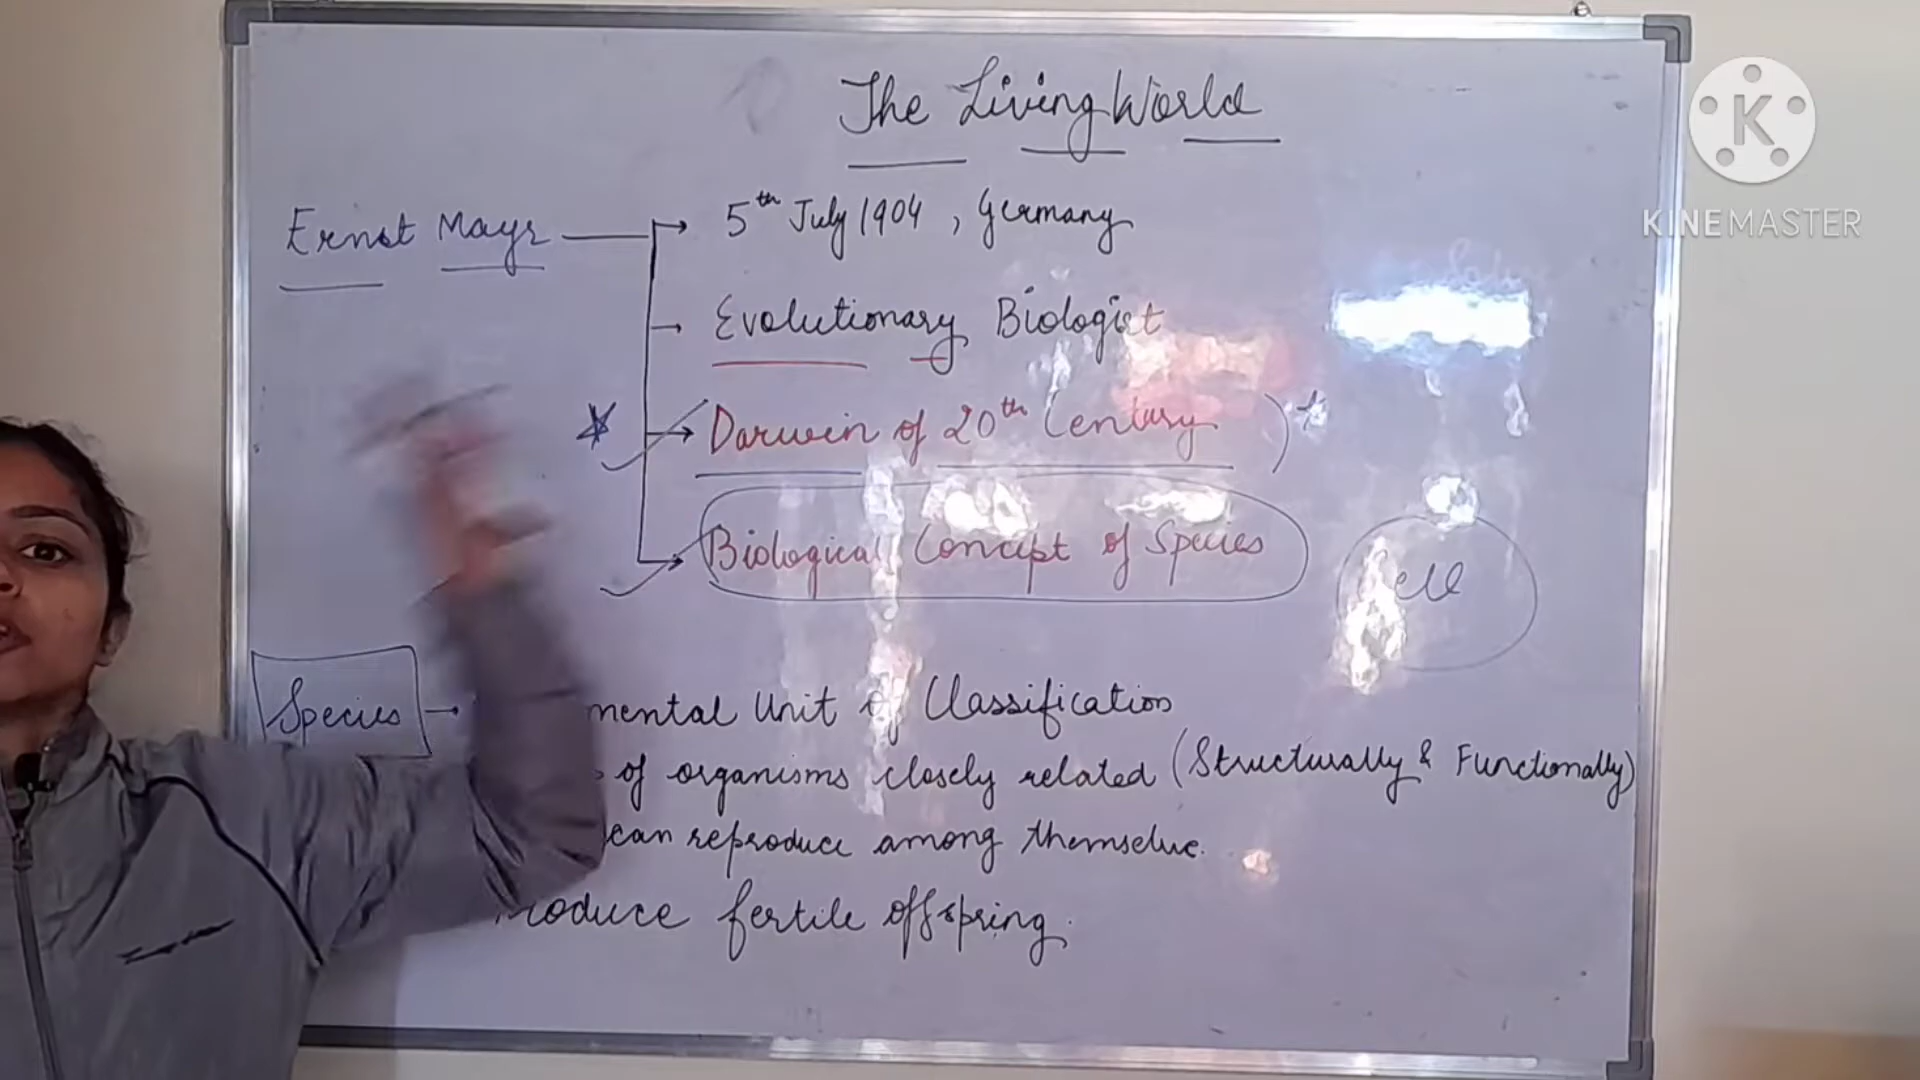 The Living World
Ernst Mayr
5th July 1904, Germany
Evolutionary Biologist
Darwin of 20th Century
Biological Concept of Species
Cell
Species
mental Unit of Classification
of organisms closely related (Structurally & Functionally)
can reproduce among themselve.
roduce fertile offspring.
K
KINEMASTER